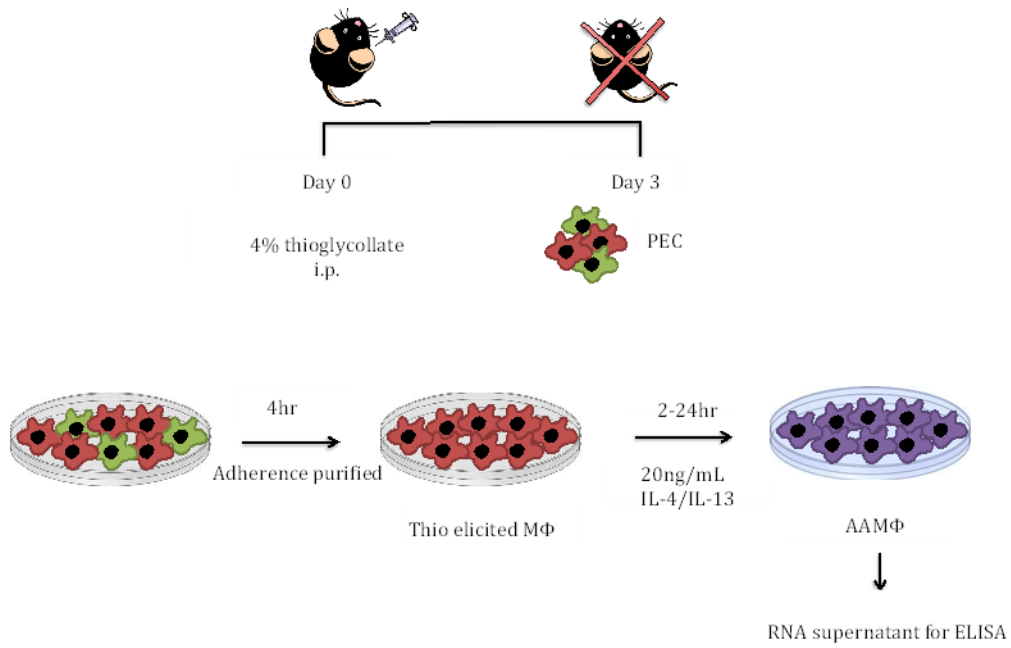 Day 0
Day 3
4% thioglycollate
i.p.
PEC
4hr
Adherence purified
Thio elicited MΦ
2-24hr
20ng/mL
IL-4/IL-13
AAMΦ
RNA supernatant for ELISA